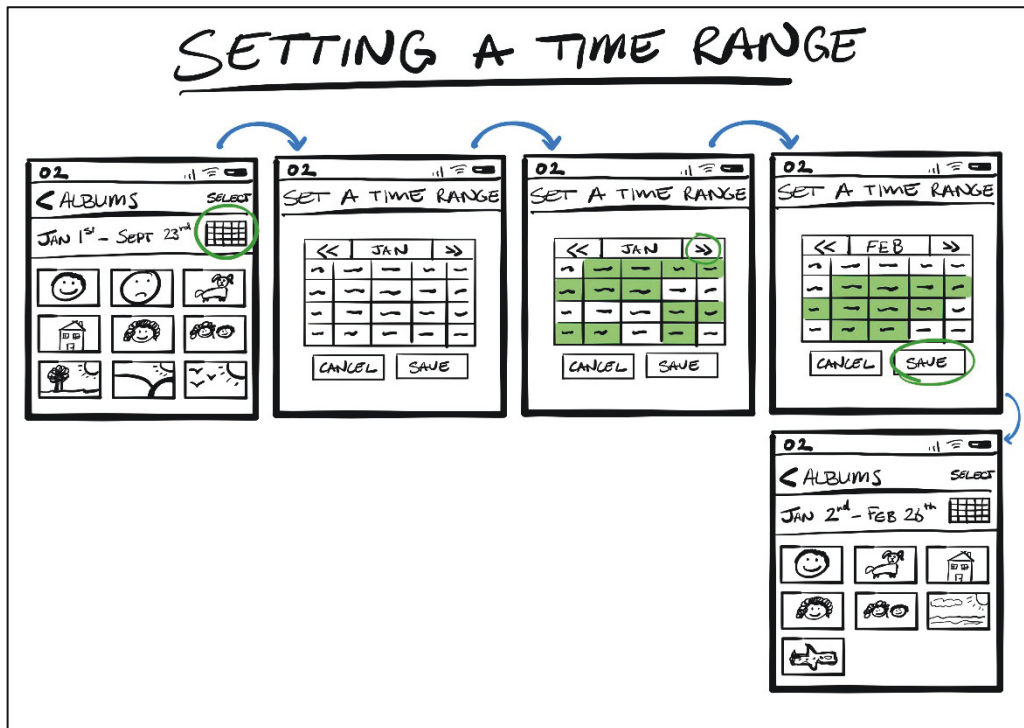 SETTING A TIME RANGE
02
< ALBUMS SELECT
JAN 1st - SEPT 23rd
02
SET A TIME RANGE
<< JAN >>
CANCEL SAVE
02
SET A TIME RANGE
<< JAN >>
CANCEL SAVE
02
SET A TIME RANGE
<< FEB >>
CANCEL SAVE
02
< ALBUMS SELECT
JAN 2nd - FEB 26th